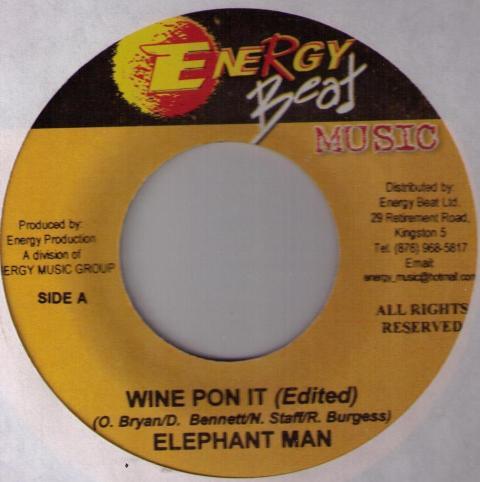 ENERGY
Beat
MUSIC
Produced by:
Energy Production
A division of
ERGY MUSIC GROUP
SIDE A
Distributed by:
Energy Beat Ltd.
29 Retirement Road,
Kingston 5
Tel. (876) 968-5817
Email:
energy_music@hotmail.com
ALL RIGHTS
RESERVED
WINE PON IT (Edited)
(O. Bryan/D. Bennett/N. Staff/R. Burgess)
ELEPHANT MAN